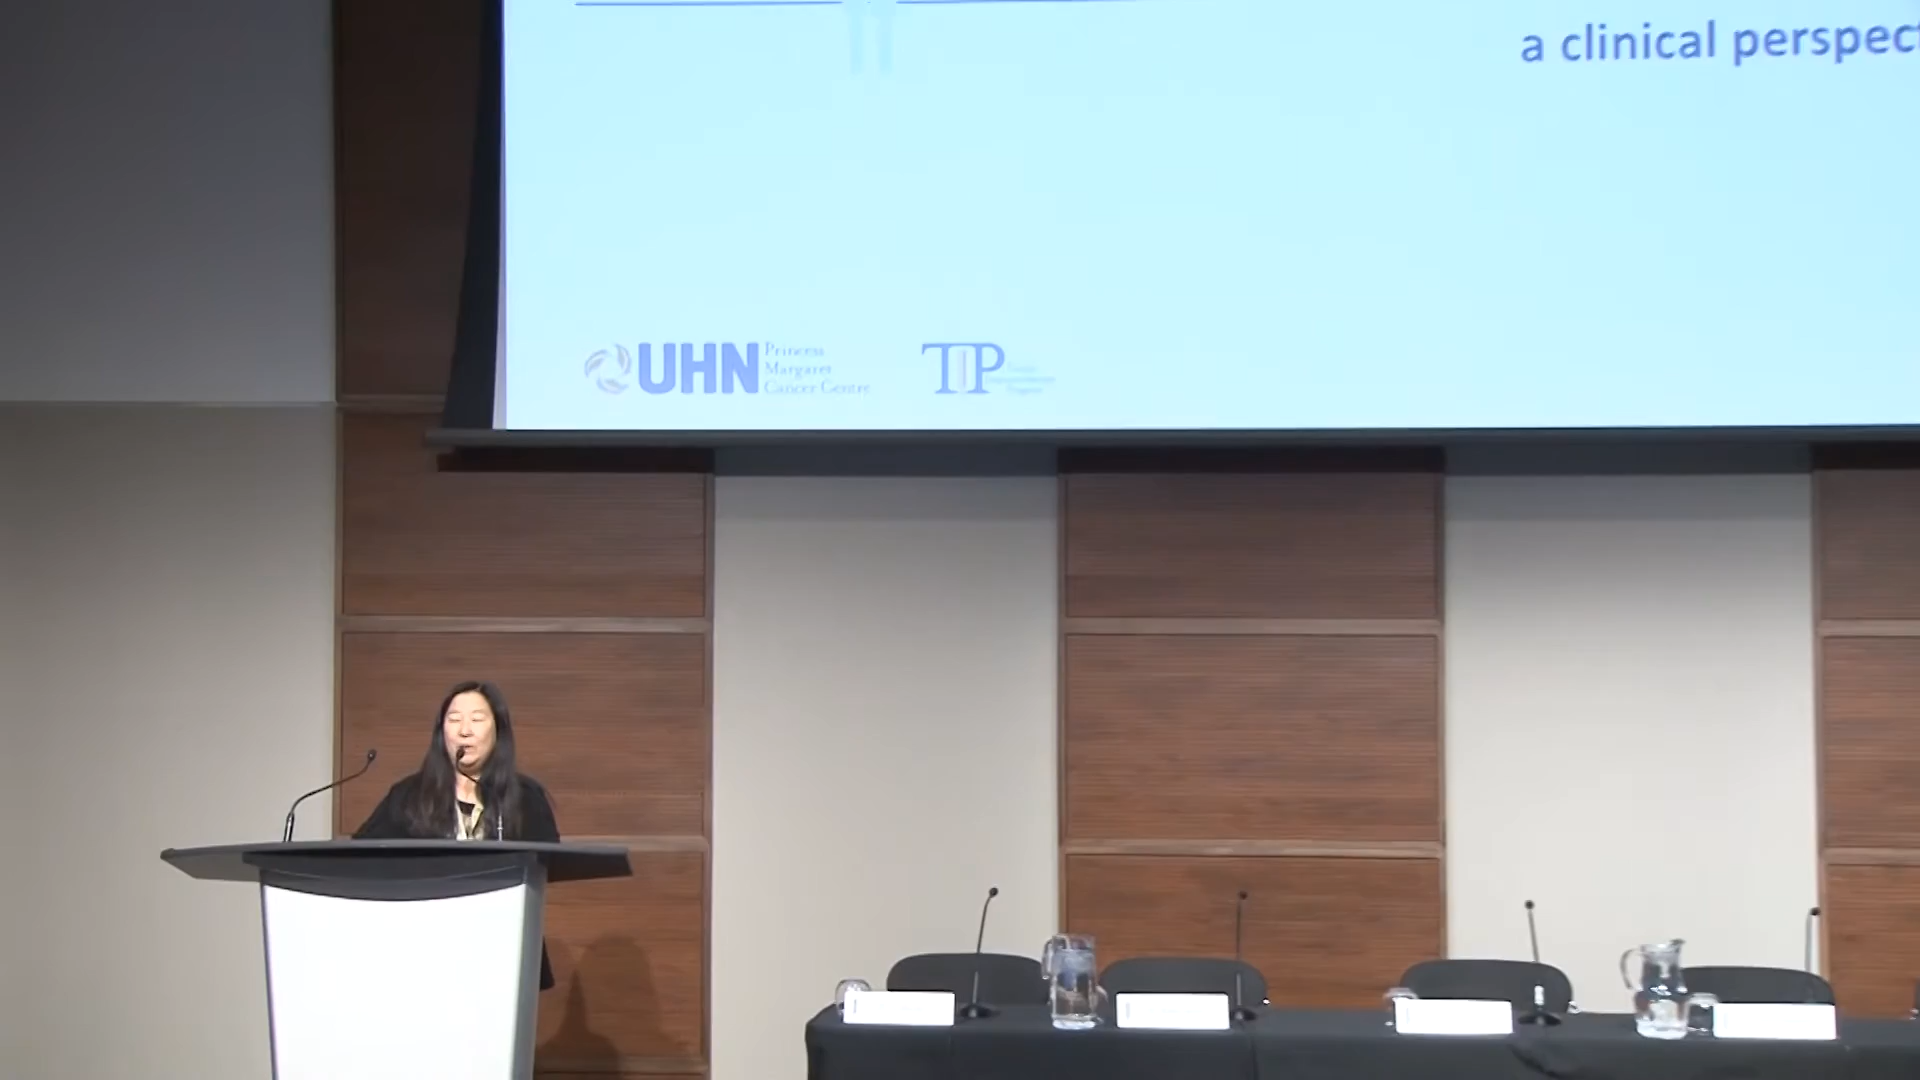 a clinical perspect
UHN
Princess
Margaret
Cancer Centre
TIP